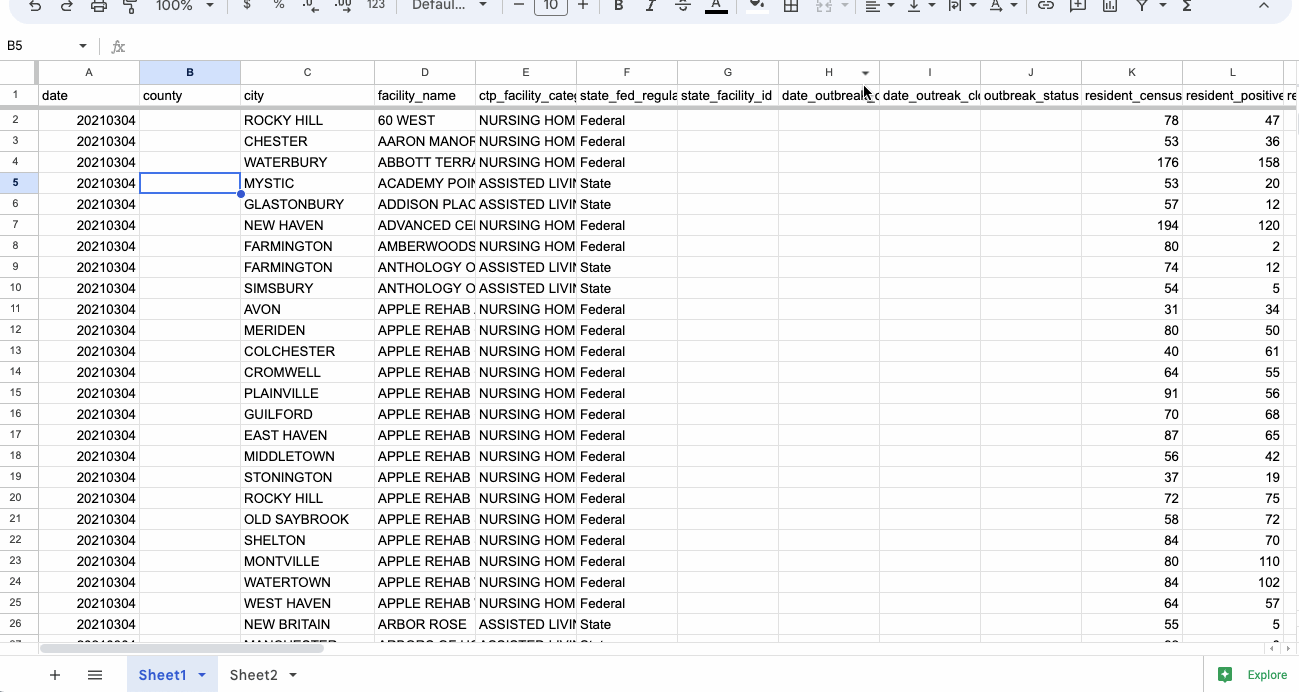 100% $ % .0 .00 123 Defaul... 10 B I A Σ
B5 fx
A B C D E F G H I J K L
1 date county city facility_name ctp_facility_cate state_fed_regula state_facility_id date_outbreak_ date_outreak_cl outbreak_status resident_census resident_positive re
2 20210304 ROCKY HILL 60 WEST NURSING HOM Federal 78 47
3 20210304 CHESTER AARON MANOR NURSING HOM Federal 53 36
4 20210304 WATERBURY ABBOTT TERRA NURSING HOM Federal 176 158
5 20210304 MYSTIC ACADEMY POIN ASSISTED LIVIN State 53 20
6 20210304 GLASTONBURY ADDISON PLAC ASSISTED LIVIN State 57 12
7 20210304 NEW HAVEN ADVANCED CE NURSING HOM Federal 194 120
8 20210304 FARMINGTON AMBERWOODS NURSING HOM Federal 80 2
9 20210304 FARMINGTON ANTHOLOGY O ASSISTED LIVIN State 74 12
10 20210304 SIMSBURY ANTHOLOGY O ASSISTED LIVIN State 54 5
11 20210304 AVON APPLE REHAB NURSING HOM Federal 31 34
12 20210304 MERIDEN APPLE REHAB NURSING HOM Federal 80 50
13 20210304 COLCHESTER APPLE REHAB NURSING HOM Federal 40 61
14 20210304 CROMWELL APPLE REHAB NURSING HOM Federal 64 55
15 20210304 PLAINVILLE APPLE REHAB NURSING HOM Federal 91 56
16 20210304 GUILFORD APPLE REHAB NURSING HOM Federal 70 68
17 20210304 EAST HAVEN APPLE REHAB NURSING HOM Federal 87 65
18 20210304 MIDDLETOWN APPLE REHAB NURSING HOM Federal 56 42
19 20210304 STONINGTON APPLE REHAB NURSING HOM Federal 37 19
20 20210304 ROCKY HILL APPLE REHAB NURSING HOM Federal 72 75
21 20210304 OLD SAYBROOK APPLE REHAB NURSING HOM Federal 58 72
22 20210304 SHELTON APPLE REHAB NURSING HOM Federal 84 70
23 20210304 MONTVILLE APPLE REHAB NURSING HOM Federal 80 110
24 20210304 WATERTOWN APPLE REHAB NURSING HOM Federal 84 102
25 20210304 WEST HAVEN APPLE REHAB NURSING HOM Federal 64 57
26 20210304 NEW BRITAIN ARBOR ROSE ASSISTED LIVIN State 55 5
Sheet1 Sheet2 Explore